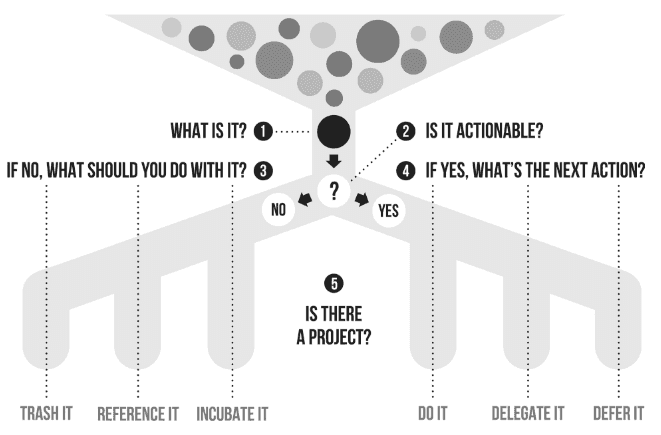 WHAT IS IT? 1
2 IS IT ACTIONABLE?
IF NO, WHAT SHOULD YOU DO WITH IT? 3
4 IF YES, WHAT'S THE NEXT ACTION?
?
NO
YES
5
IS THERE
A PROJECT?
TRASH IT
REFERENCE IT
INCUBATE IT
DO IT
DELEGATE IT
DEFER IT